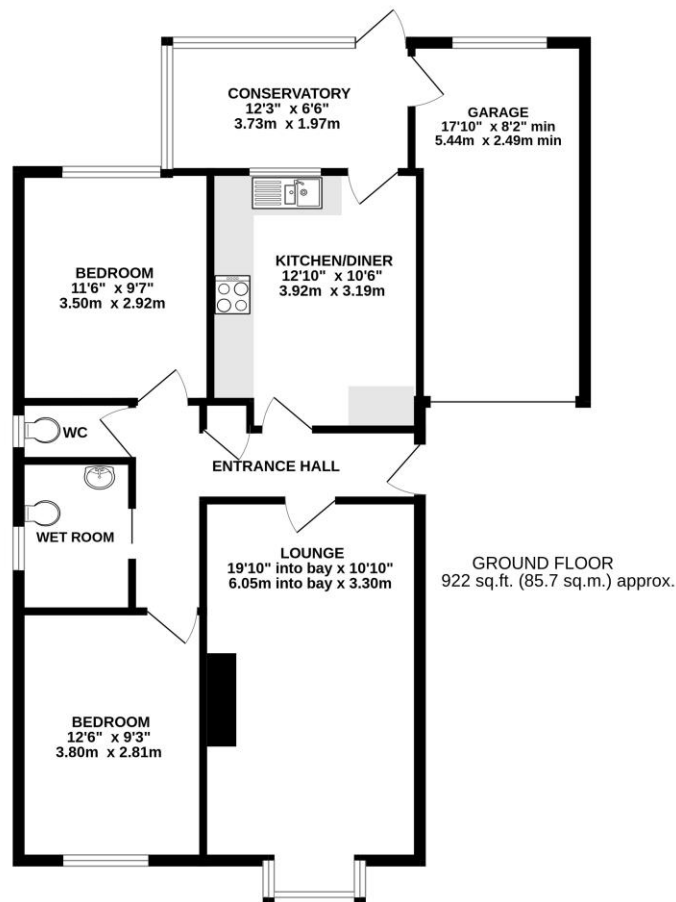 CONSERVATORY
12'3" x 6'6"
3.73m x 1.97m
GARAGE
17'10" x 8'2" min
5.44m x 2.49m min
BEDROOM
11'6" x 9'7"
3.50m x 2.92m
KITCHEN/DINER
12'10" x 10'6"
3.92m x 3.19m
WC
ENTRANCE HALL
WET ROOM
LOUNGE
19'10" into bay x 10'10"
6.05m into bay x 3.30m
GROUND FLOOR
922 sq.ft. (85.7 sq.m.) approx.
BEDROOM
12'6" x 9'3"
3.80m x 2.81m